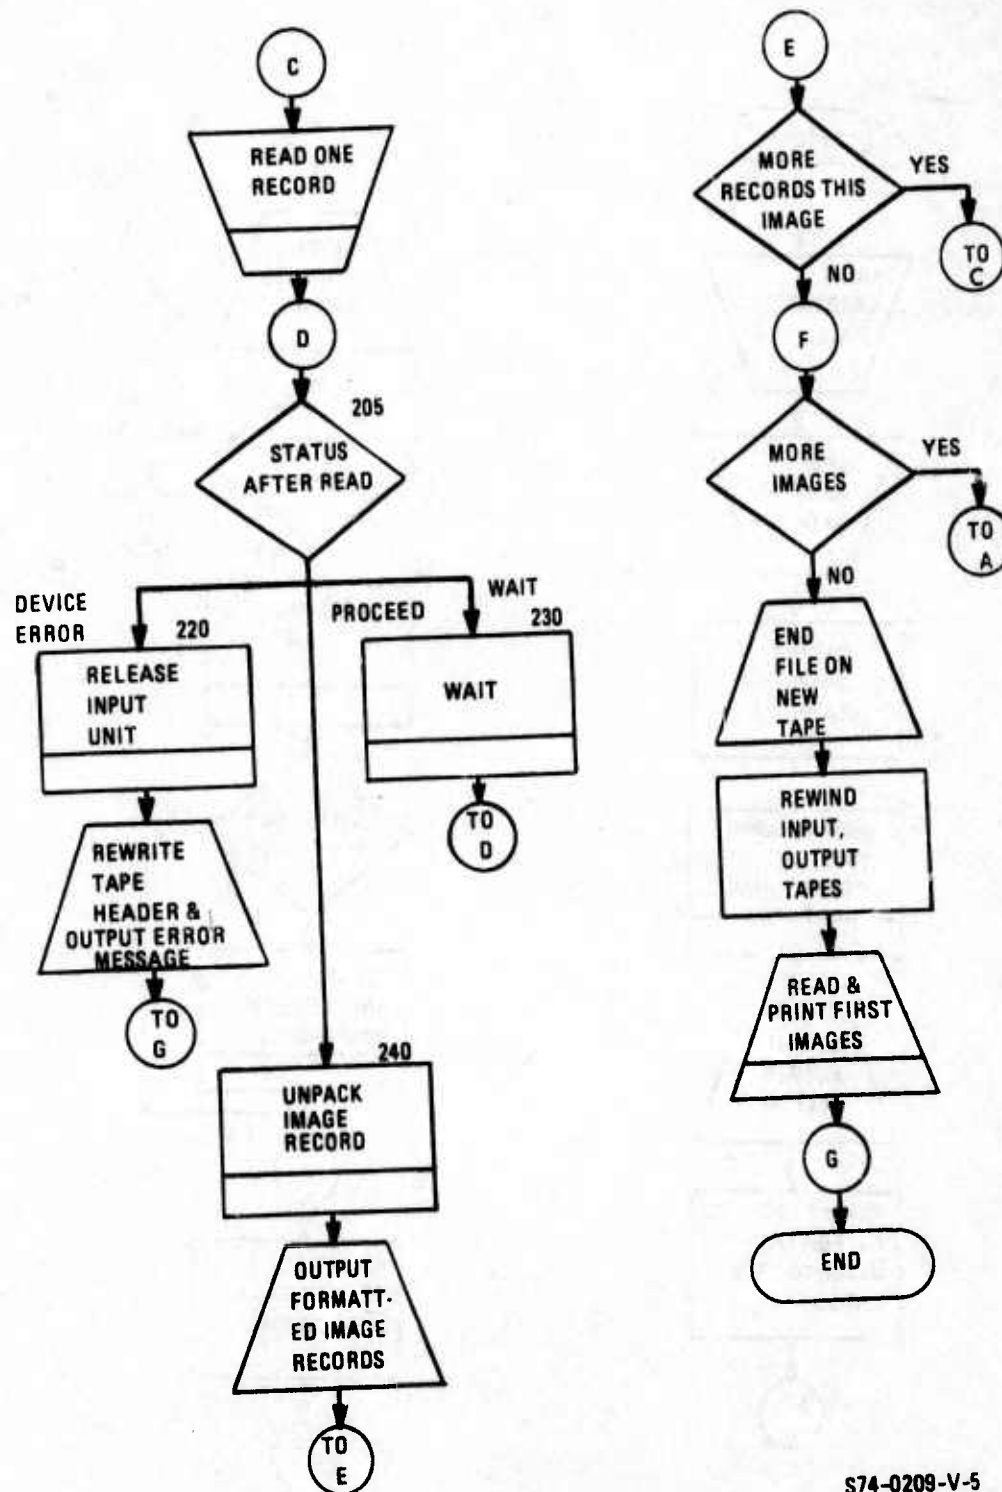 C
READ ONE
RECORD
D
205
STATUS
AFTER READ
DEVICE
ERROR
220
RELEASE
INPUT
UNIT
REWRITE
TAPE
HEADER &
OUTPUT ERROR
MESSAGE
TO
G
PROCEED
WAIT
230
WAIT
TO
D
240
UNPACK
IMAGE
RECORD
OUTPUT
FORMATT-
ED IMAGE
RECORDS
TO
E
E
MORE
RECORDS THIS
IMAGE
YES
TO
C
NO
F
MORE
IMAGES
YES
TO
A
NO
END
FILE ON
NEW
TAPE
REWIND
INPUT,
OUTPUT
TAPES
READ &
PRINT FIRST
IMAGES
G
END
S74-0209-V-5